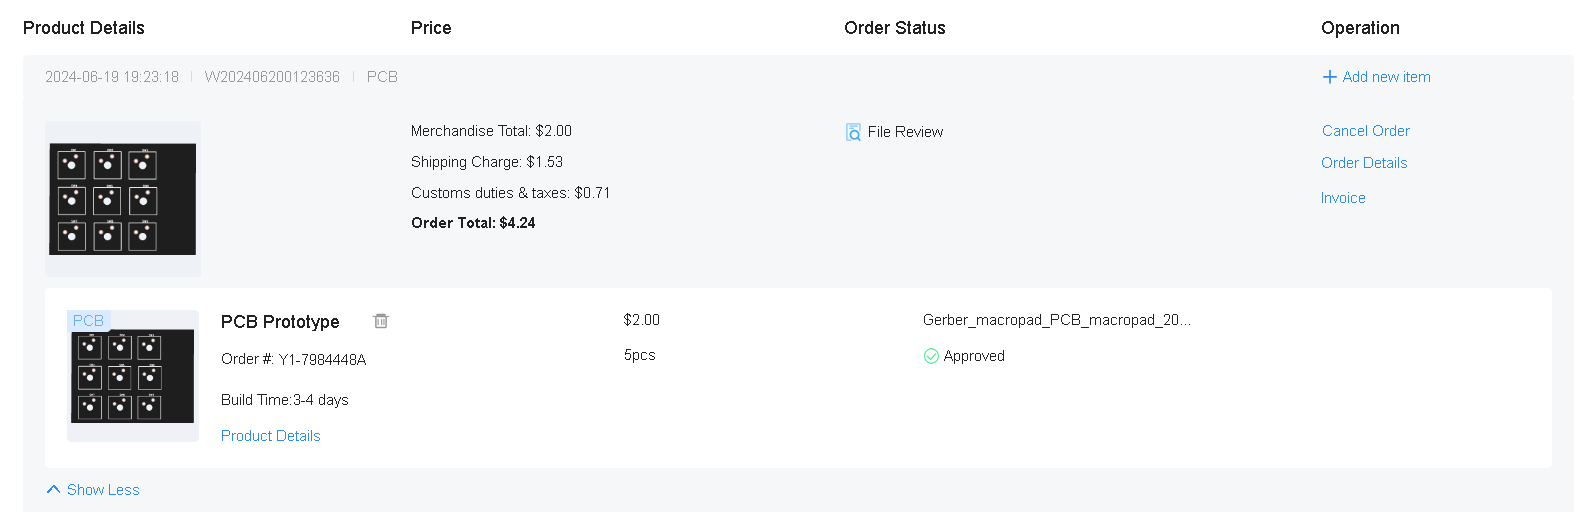 Product Details Price Order Status Operation
2024-06-19 19:23:18 | W202406200123636 | PCB + Add new item
Merchandise Total: $2.00 File Review Cancel Order
Shipping Charge: $1.53 Order Details
Customs duties & taxes: $0.71 Invoice
Order Total: $4.24
PCB
PCB Prototype $2.00 Gerber_macropad_PCB_macropad_20...
Order #: Y1-7984448A 5pcs Approved
Build Time:3-4 days
Product Details
Show Less